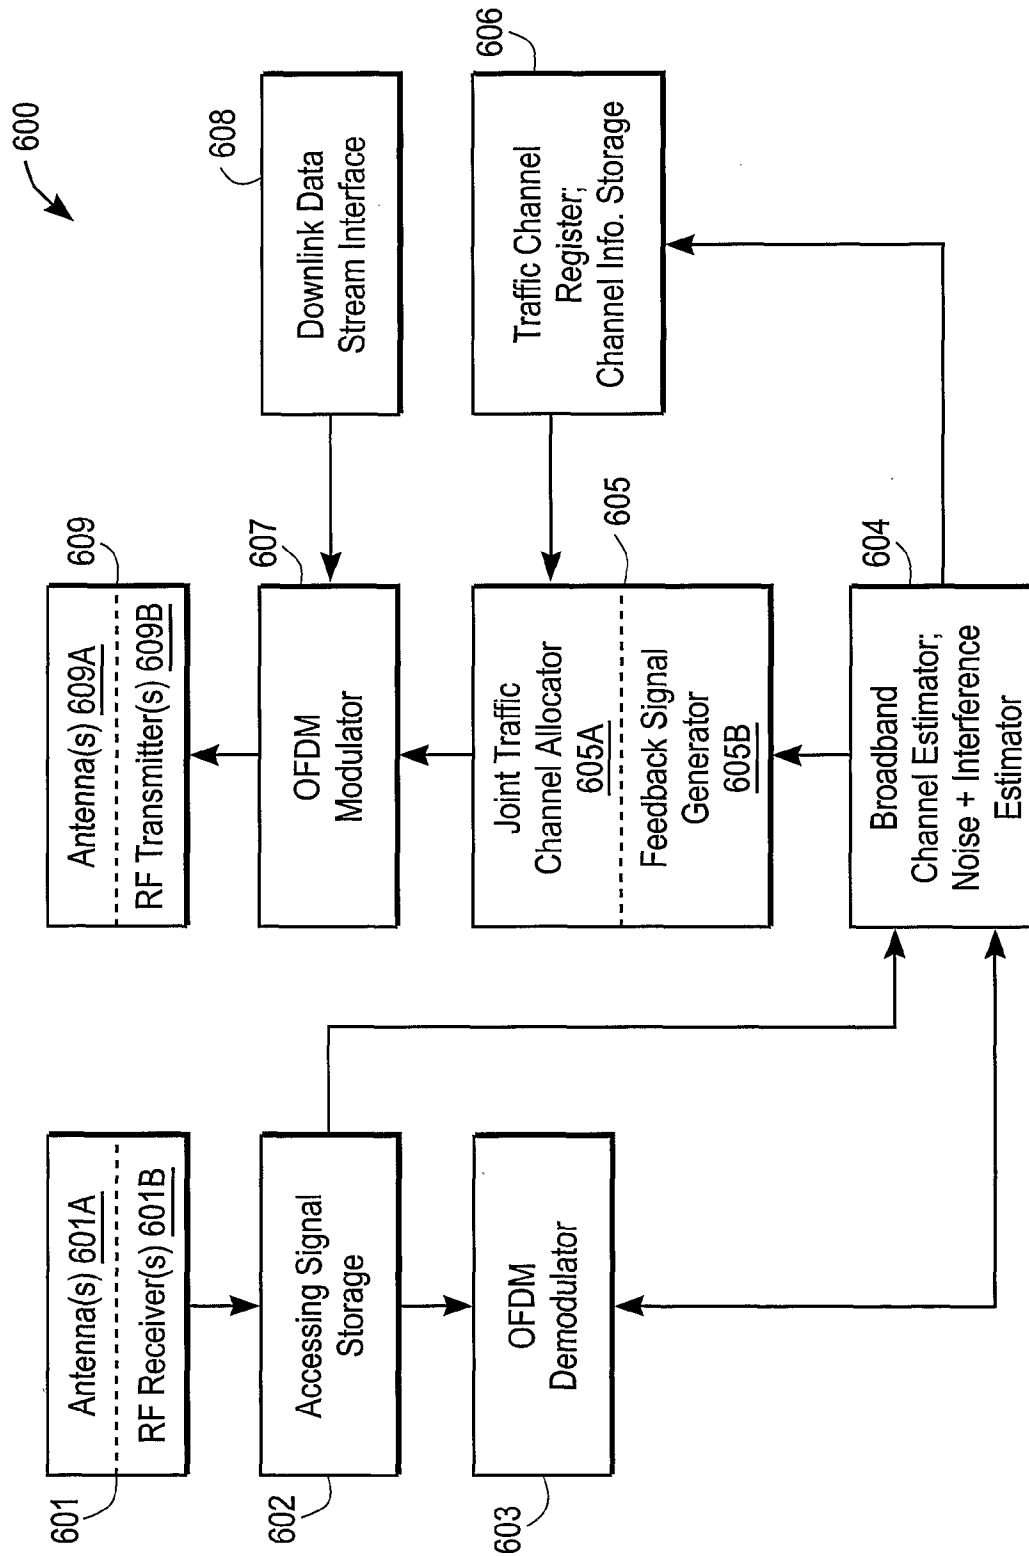 600
601
Antenna(s) 601A
RF Receiver(s) 601B
602
Accessing Signal
Storage
603
OFDM
Demodulator
609
Antenna(s) 609A
RF Transmitter(s) 609B
607
OFDM
Modulator
605
Joint Traffic
Channel Allocator
605A
Feedback Signal
Generator
605B
604
Broadband
Channel Estimator;
Noise + Interference
Estimator
608
Downlink Data
Stream Interface
606
Traffic Channel
Register;
Channel Info. Storage